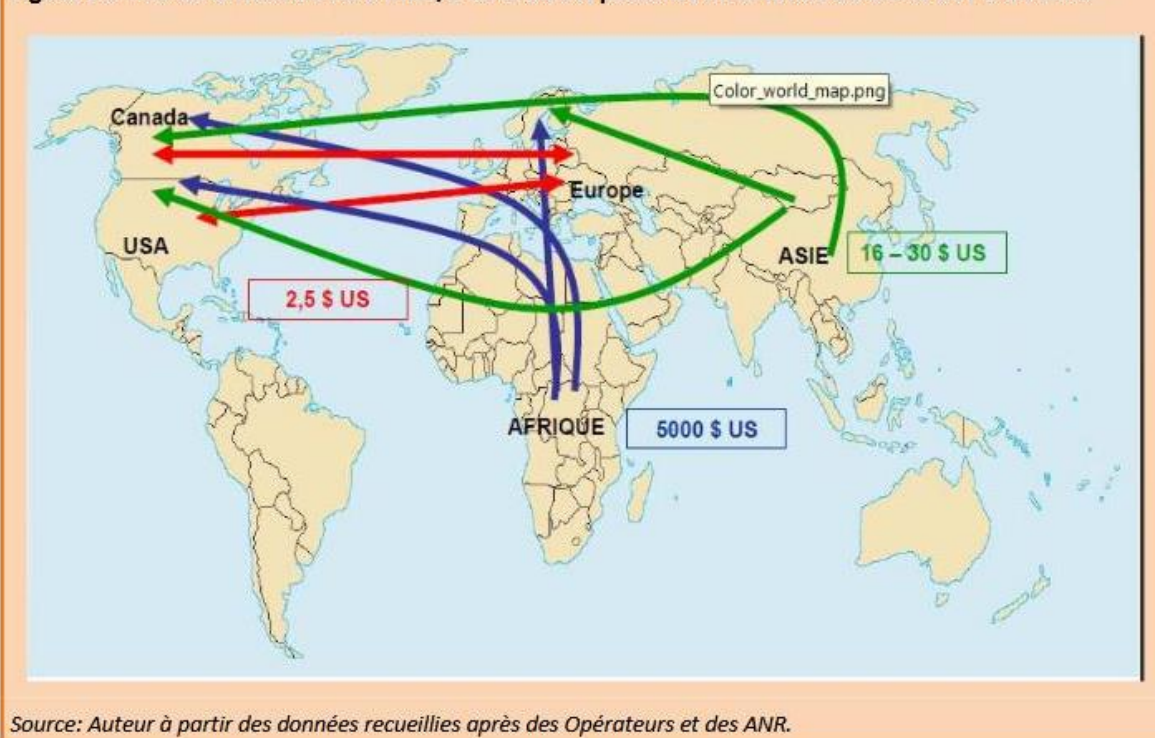 Color_world_map.png
Canada
Europe
USA
ASIE
16 – 30 $ US
2,5 $ US
AFRIQUE
5000 $ US
Source: Auteur à partir des données recueillies après des Opérateurs et des ANR.